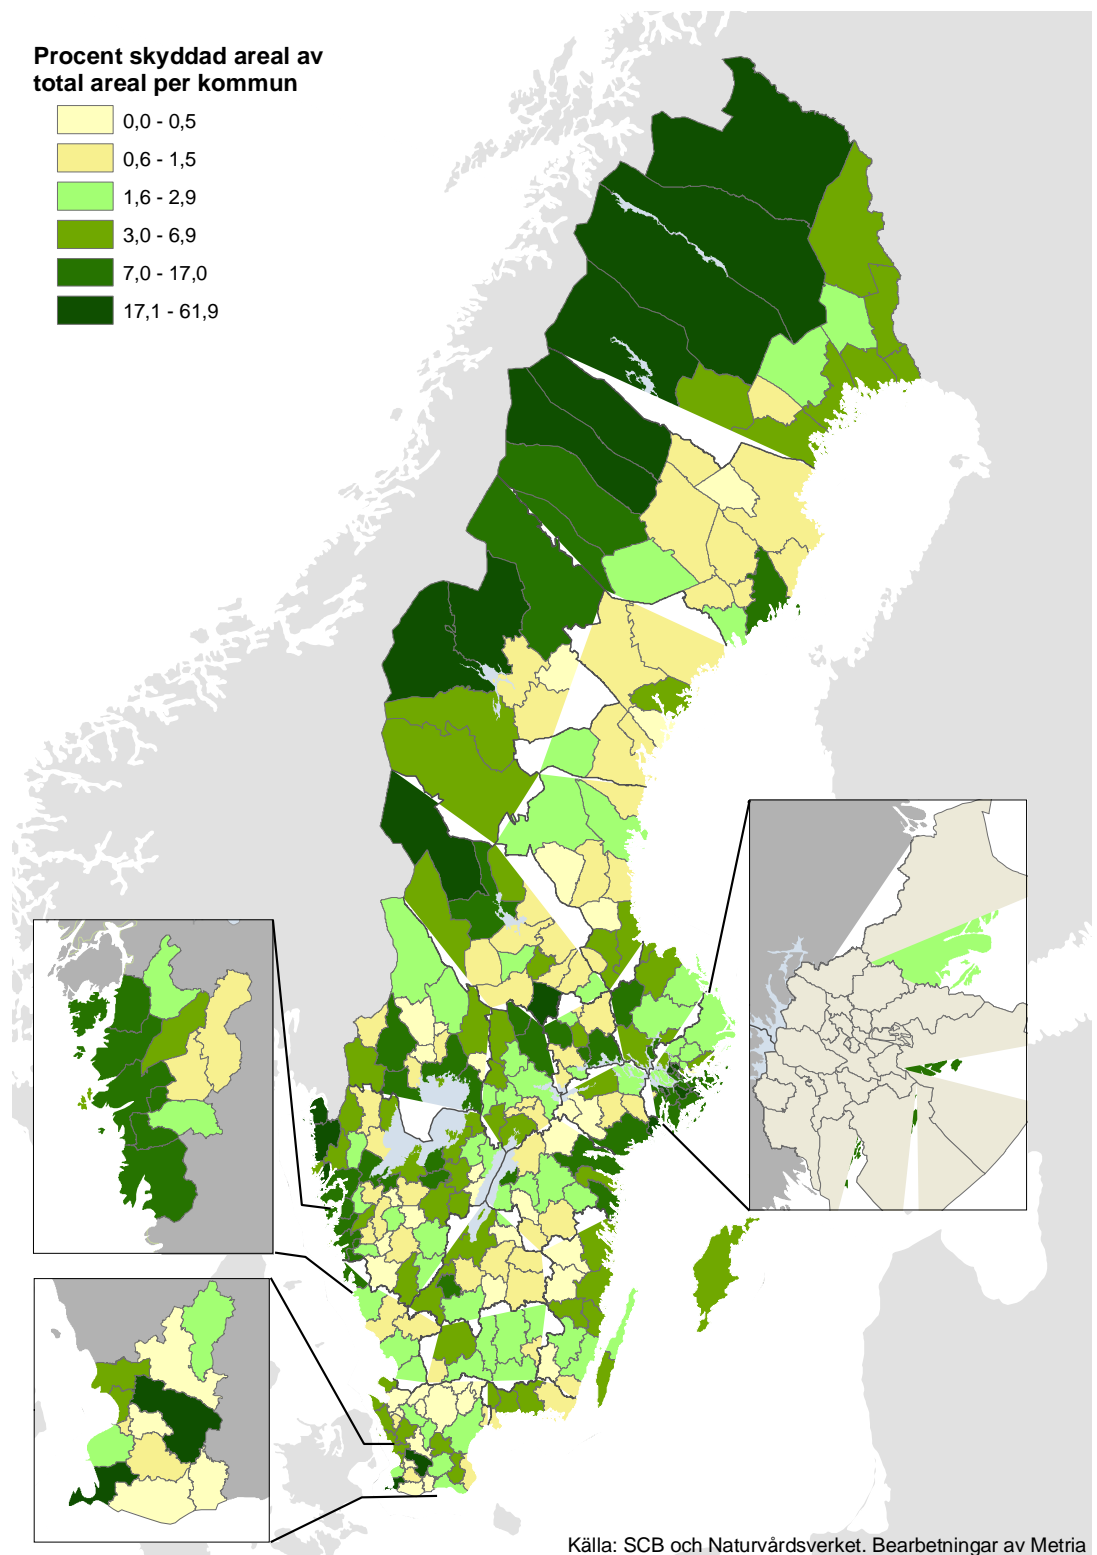 Procent skyddad areal av
total areal per kommun
0,0 - 0,5
0,6 - 1,5
1,6 - 2,9
3,0 - 6,9
7,0 - 17,0
17,1 - 61,9
Källa: SCB och Naturvårdsverket. Bearbetningar av Metria